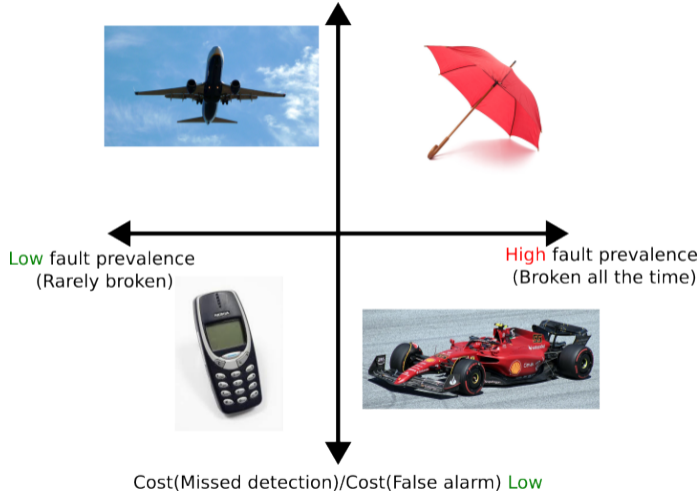 Low fault prevalence
(Rarely broken)
High fault prevalence
(Broken all the time)
NOKIA
Cost(Missed detection)/Cost(False alarm) Low